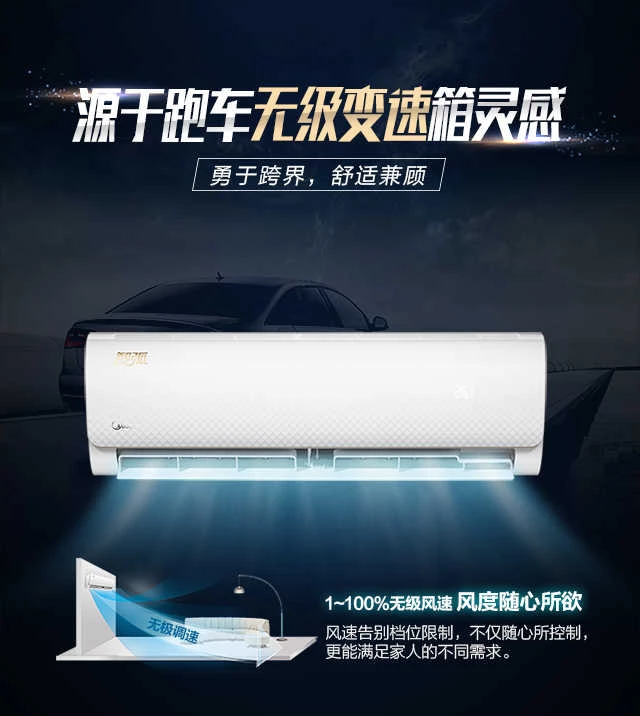 源于跑车无级变速箱灵感
勇于跨界，舒适兼顾
无级调速
1~100%无级风速 风度随心所欲
风速告别档位限制，不仅随心所控制，
更能满足家人的不同需求。